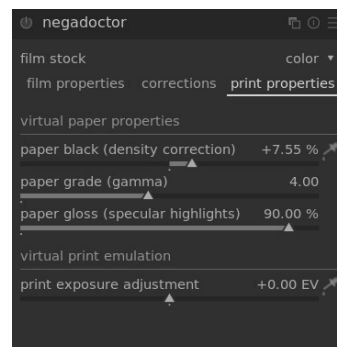 negadoctor
film stock color
film properties corrections print properties
virtual paper properties
paper black (density correction) +7.55 %
paper grade (gamma) 4.00
paper gloss (specular highlights) 90.00 %
virtual print emulation
print exposure adjustment +0.00 EV